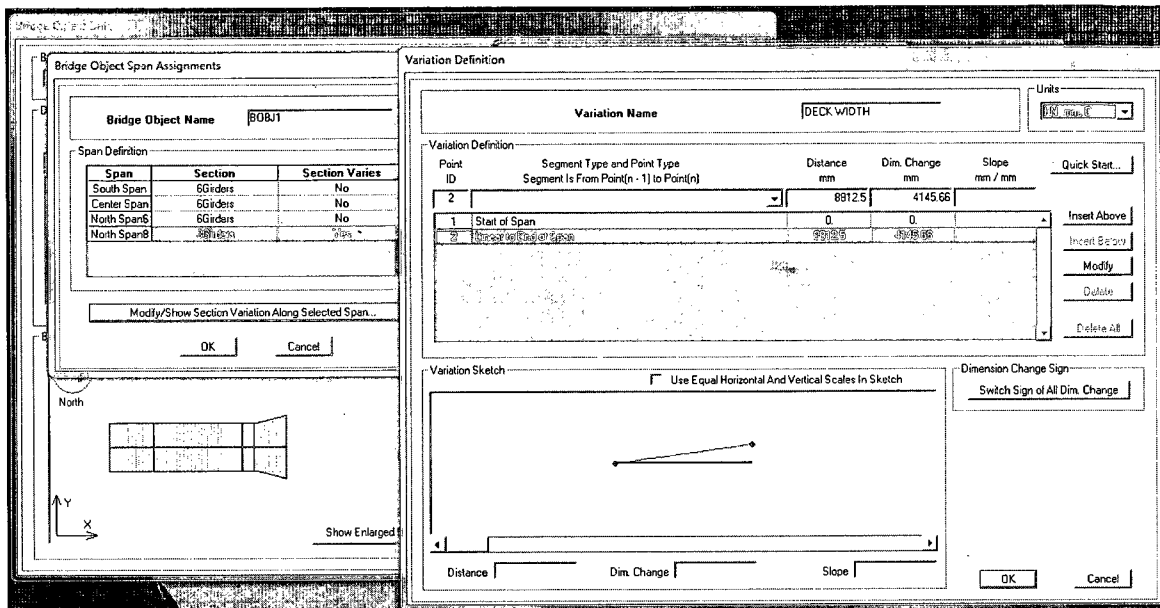 Bridge Object Span Assignments
Bridge Object Name BOBJ1
Span Definition
Span Section Section Varies
South Span 6Girders No
Center Span 6Girders No
North Span6 6Girders No
North Span8
Modify/Show Section Variation Along Selected Span...
OK Cancel
North
Y
X
Show Enlarged
Variation Definition
Variation Name DECK WIDTH
Units
Variation Definition
Point ID Segment Type and Point Type Segment Is From Point(n - 1) to Point(n) Distance mm Dim. Change mm Slope mm / mm
Quick Start...
2 8812.5 4145.66
1 Start of Span 0. 0.
2 Linear to End of Span
Insert Above
Insert Below
Modify
Delete
Delete All
Variation Sketch
Use Equal Horizontal And Vertical Scales In Sketch
Dimension Change Sign
Switch Sign of All Dim. Change
Distance Dim. Change Slope
OK Cancel